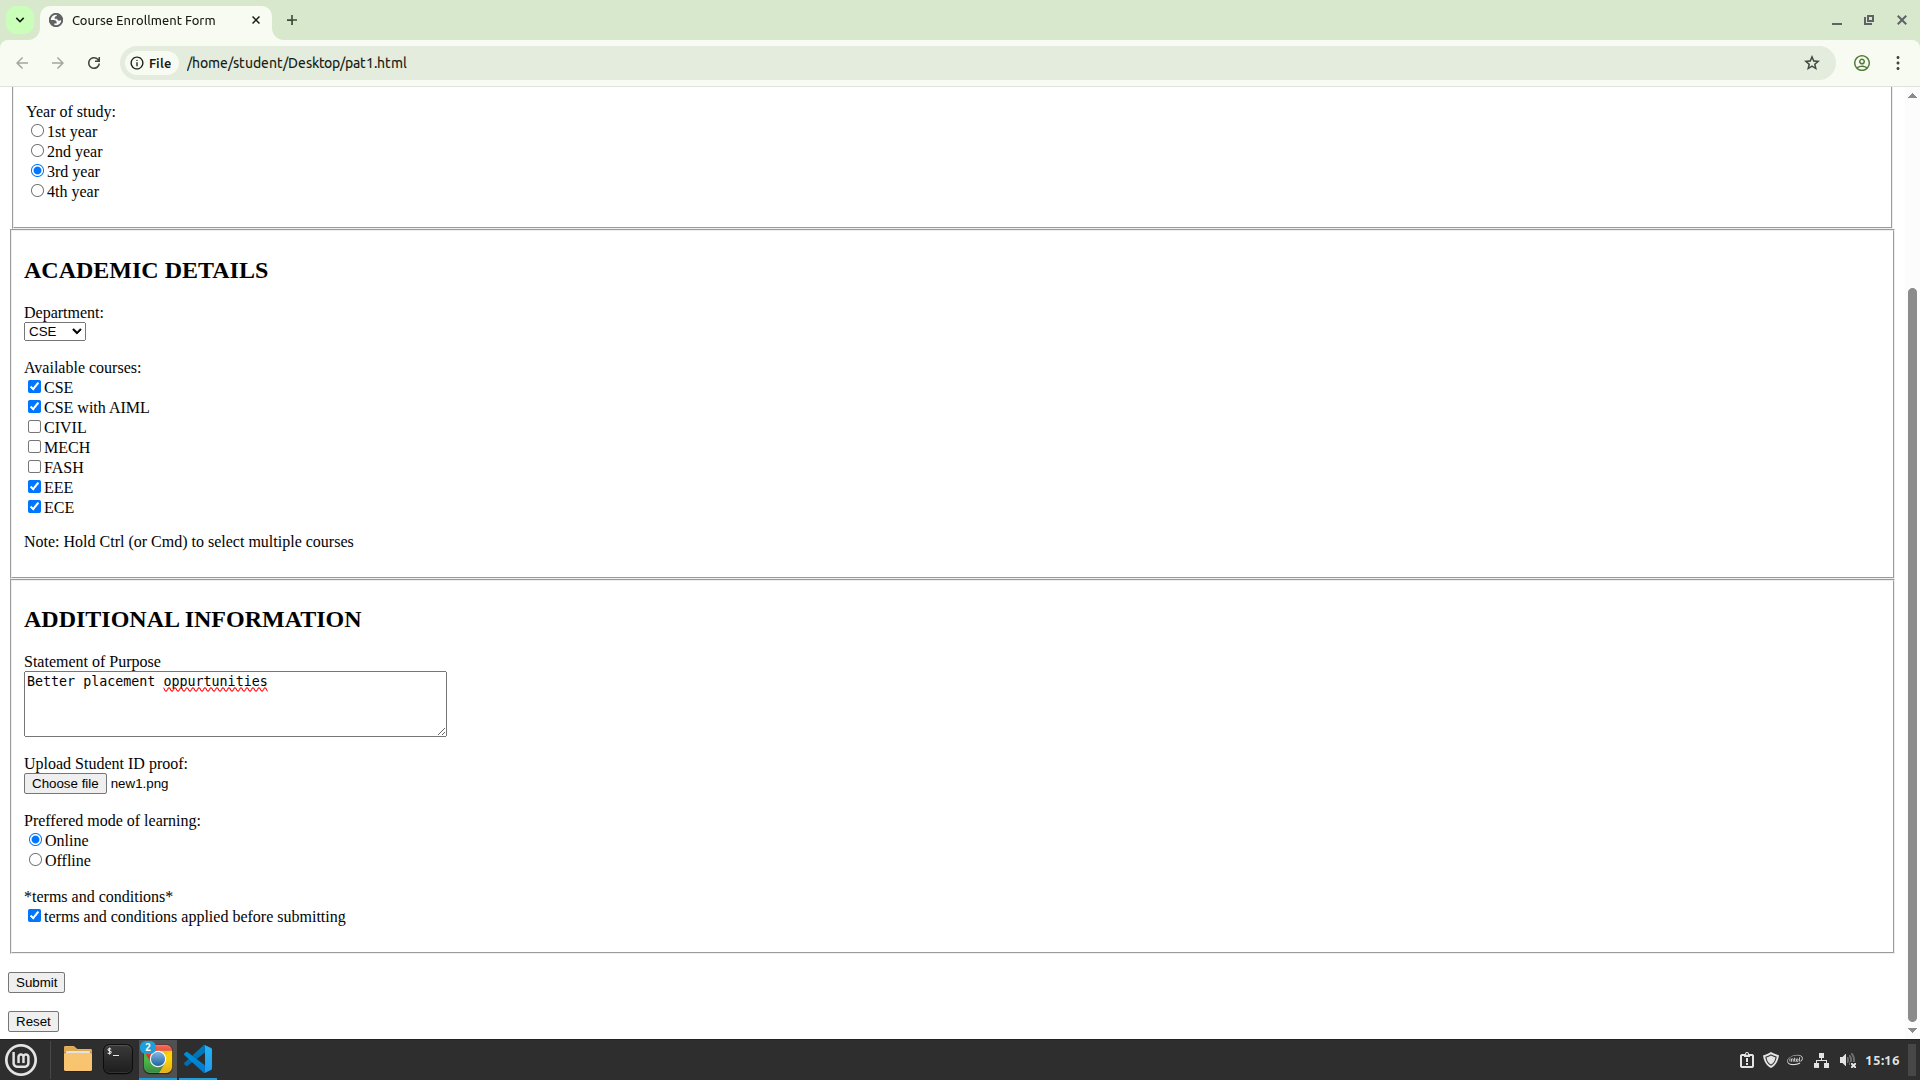 Course Enrollment Form
File /home/student/Desktop/pat1.html
Year of study:
1st year
2nd year
3rd year
4th year
ACADEMIC DETAILS
Department:
CSE
Available courses:
CSE
CSE with AIML
CIVIL
MECH
FASH
EEE
ECE
Note: Hold Ctrl (or Cmd) to select multiple courses
ADDITIONAL INFORMATION
Statement of Purpose
Better placement oppurtunities
Upload Student ID proof:
Choose file new1.png
Preffered mode of learning:
Online
Offline
*terms and conditions*
terms and conditions applied before submitting
Submit
Reset
$_ 2 15:16